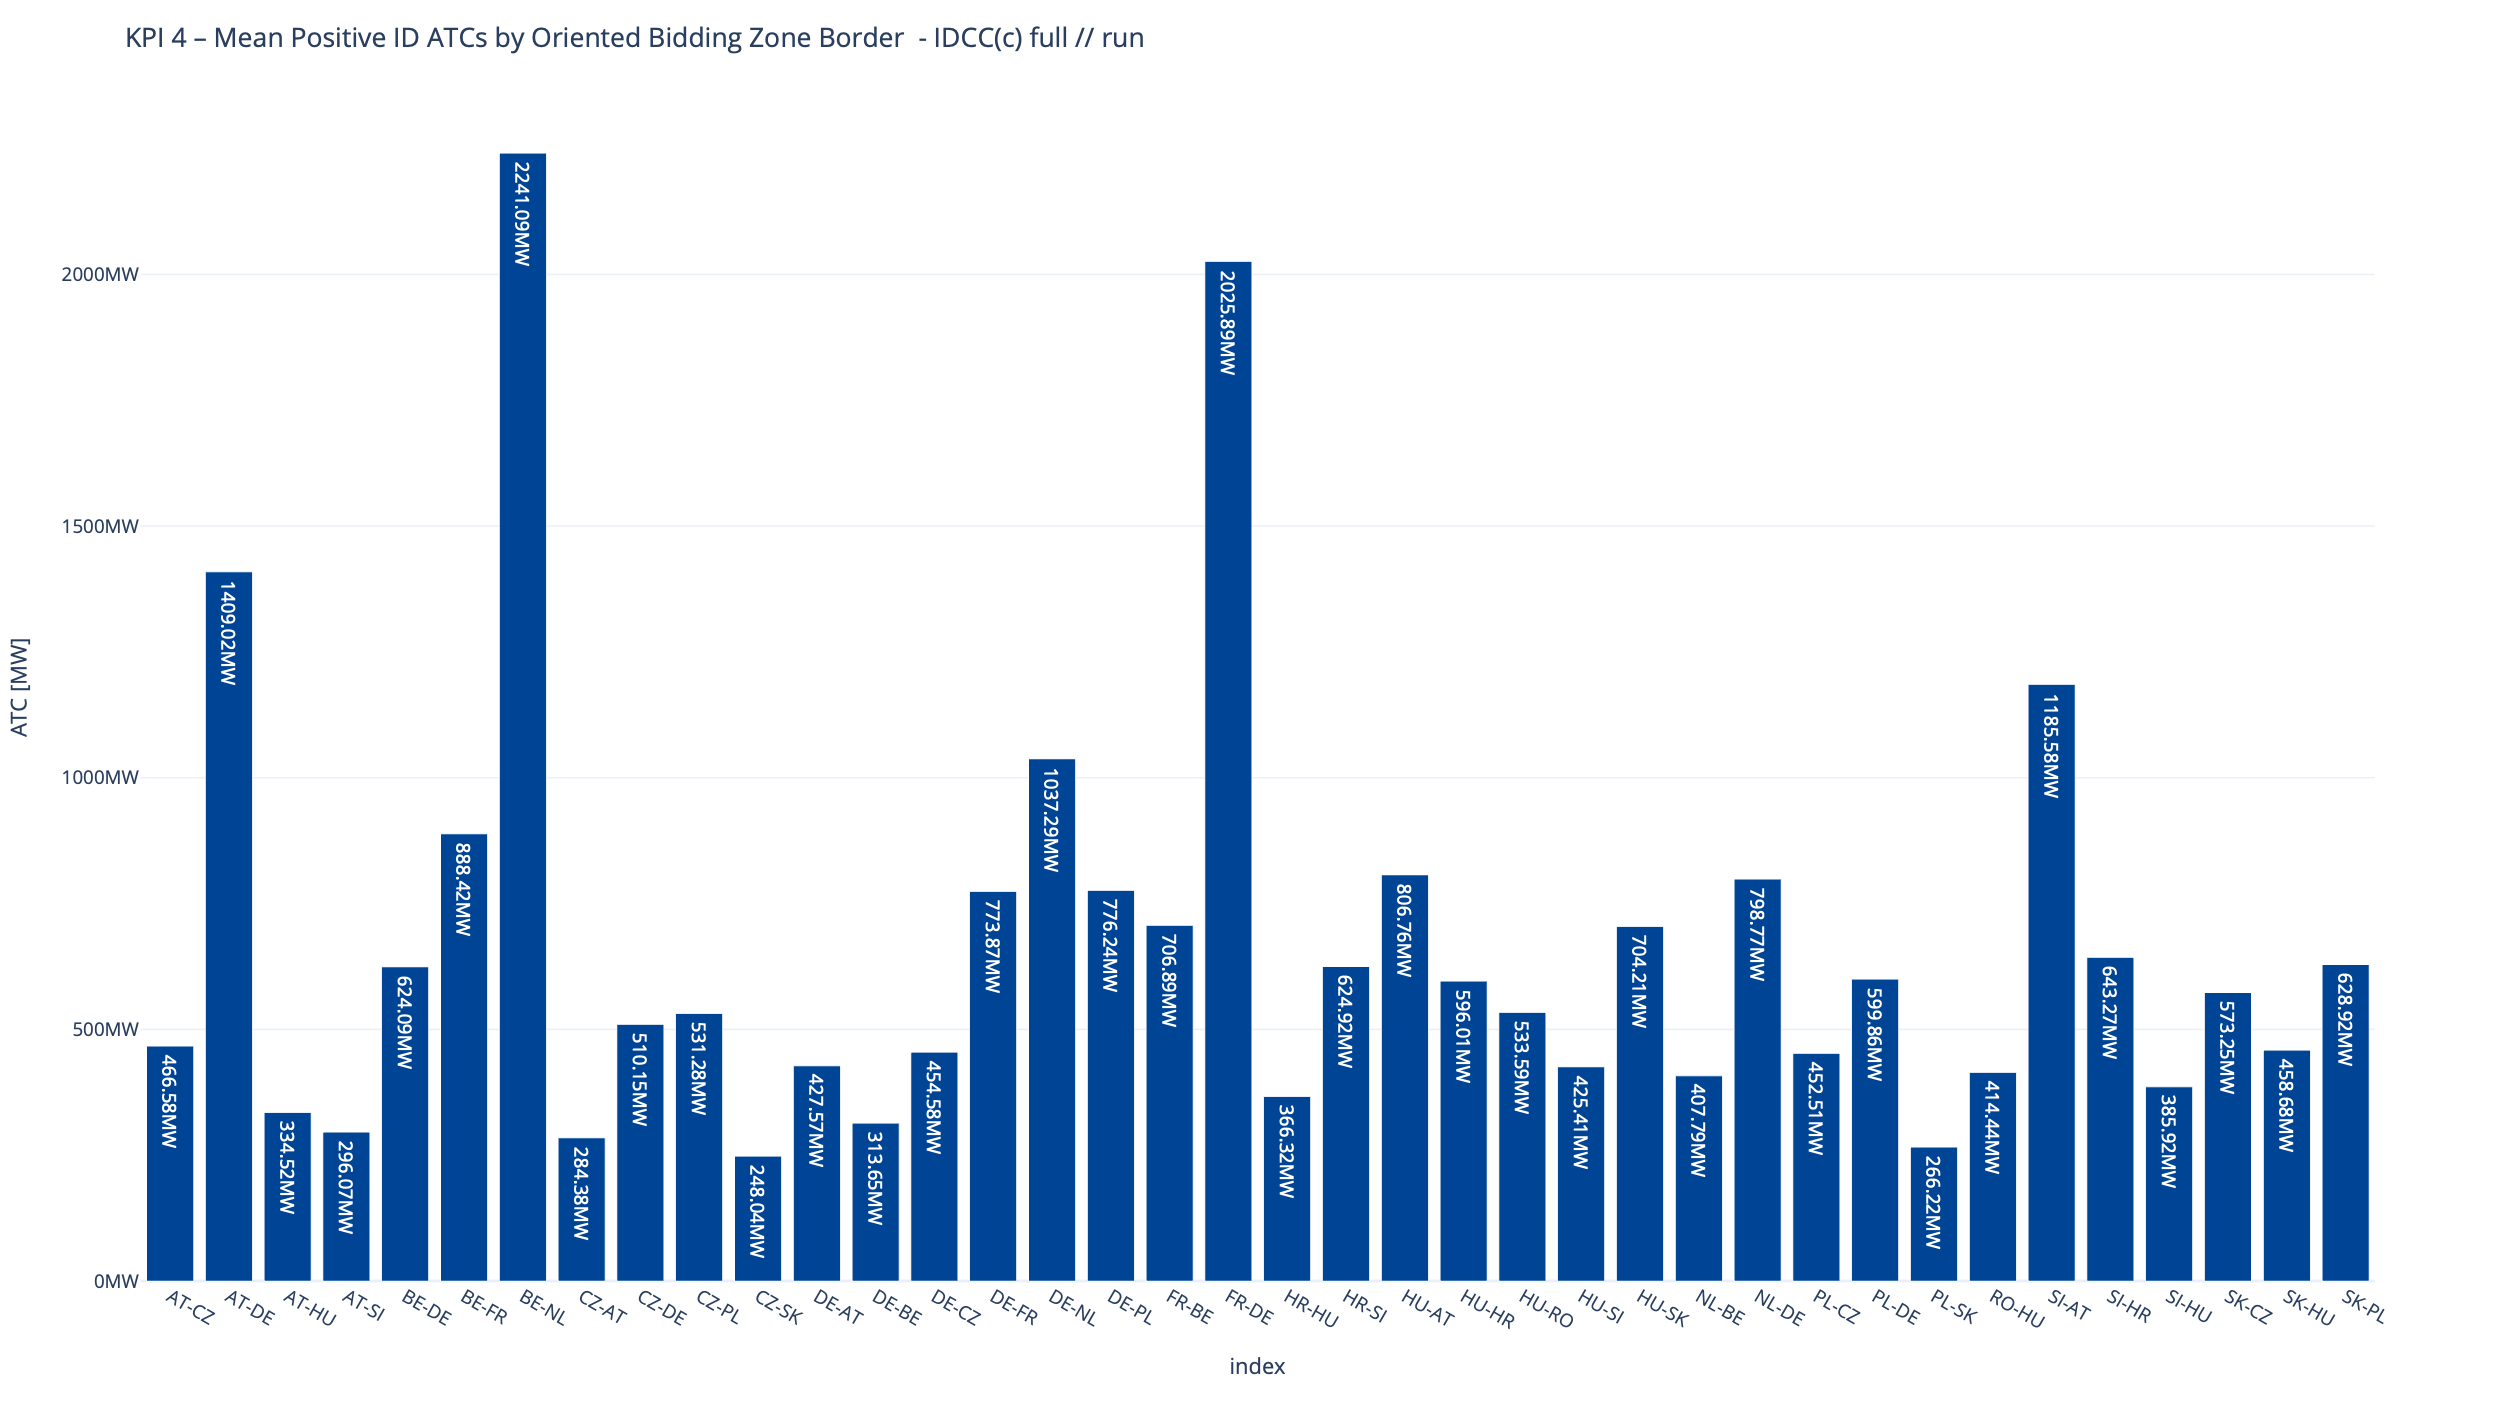 KPI 4 – Mean Positive ID ATCs by Oriented Bidding Zone Border - IDCC(c) full // run
ATC [MW]
2000MW
1500MW
1000MW
500MW
0MW
466.58MW
1409.02MW
334.52MW
296.07MW
624.09MW
888.42MW
2241.09MW
284.38MW
510.15MW
531.28MW
248.04MW
427.57MW
313.65MW
454.58MW
773.87MW
1037.29MW
776.24MW
706.89MW
2025.89MW
366.32MW
624.92MW
806.76MW
596.01MW
533.59MW
425.41MW
704.21MW
407.79MW
798.77MW
452.51MW
599.86MW
266.22MW
414.44MW
1185.58MW
643.27MW
385.92MW
573.25MW
458.68MW
628.92MW
AT-CZ
AT-DE
AT-HU
AT-SI
BE-DE
BE-FR
BE-NL
CZ-AT
CZ-DE
CZ-PL
CZ-SK
DE-AT
DE-BE
DE-CZ
DE-FR
DE-NL
DE-PL
FR-BE
FR-DE
HR-HU
HR-SI
HU-AT
HU-HR
HU-RO
HU-SI
HU-SK
NL-BE
NL-DE
PL-CZ
PL-DE
PL-SK
RO-HU
SI-AT
SI-HR
SI-HU
SK-CZ
SK-HU
SK-PL
index